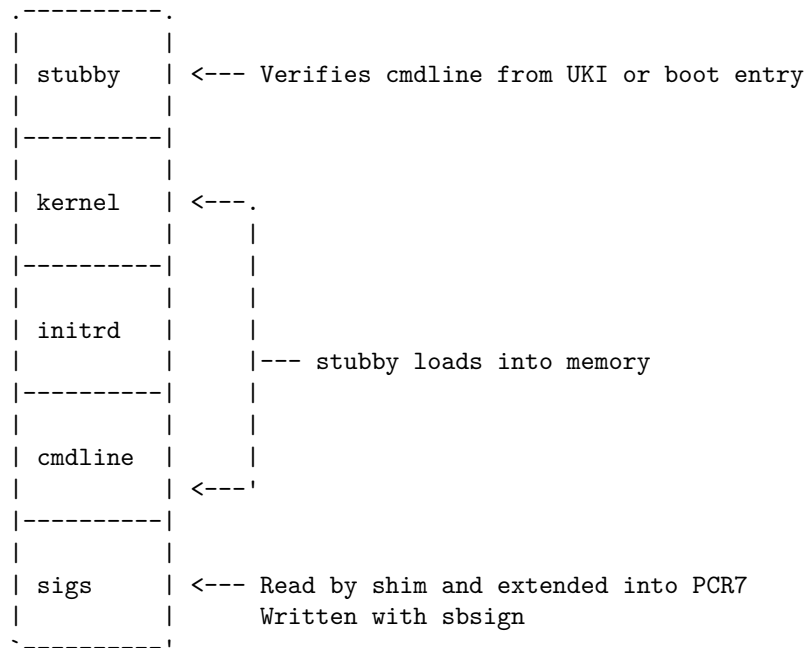 stubby <--- Verifies cmdline from UKI or boot entry
kernel <---.
initrd
|--- stubby loads into memory
cmdline
<---'
sigs <--- Read by shim and extended into PCR7
Written with sbsign